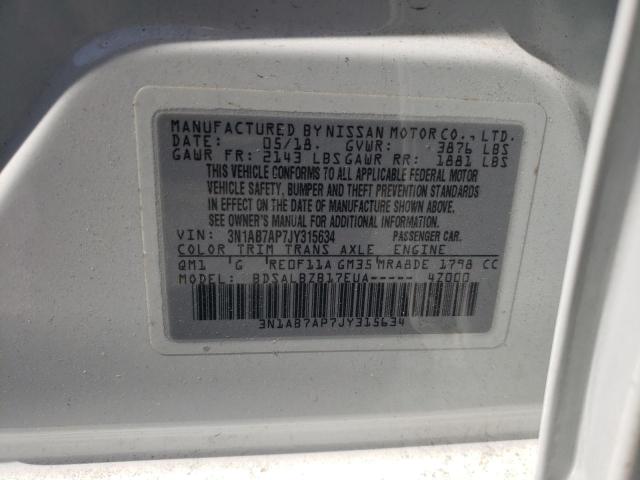 MANUFACTURED BY NISSAN MOTOR CO., LTD.
DATE: 05/18. GVWR: 3876 LBS
GAWR FR: 2143 LBS GAWR RR: 1881 LBS
THIS VEHICLE CONFORMS TO ALL APPLICABLE FEDERAL MOTOR
VEHICLE SAFETY, BUMPER AND THEFT PREVENTION STANDARDS
IN EFFECT ON THE DATE OF MANUFACTURE SHOWN ABOVE.
SEE OWNER'S MANUAL FOR ADDITIONAL INFORMATION.
VIN: 3N1AB7AP7JY315634 PASSENGER CAR.
COLOR TRIM TRANS AXLE ENGINE
QM1 G RE0F11A GM35 MRA8DE 1798 CC
MODEL: BDSALBZB17EUA----- 4Z000
3N1AB7AP7JY315634